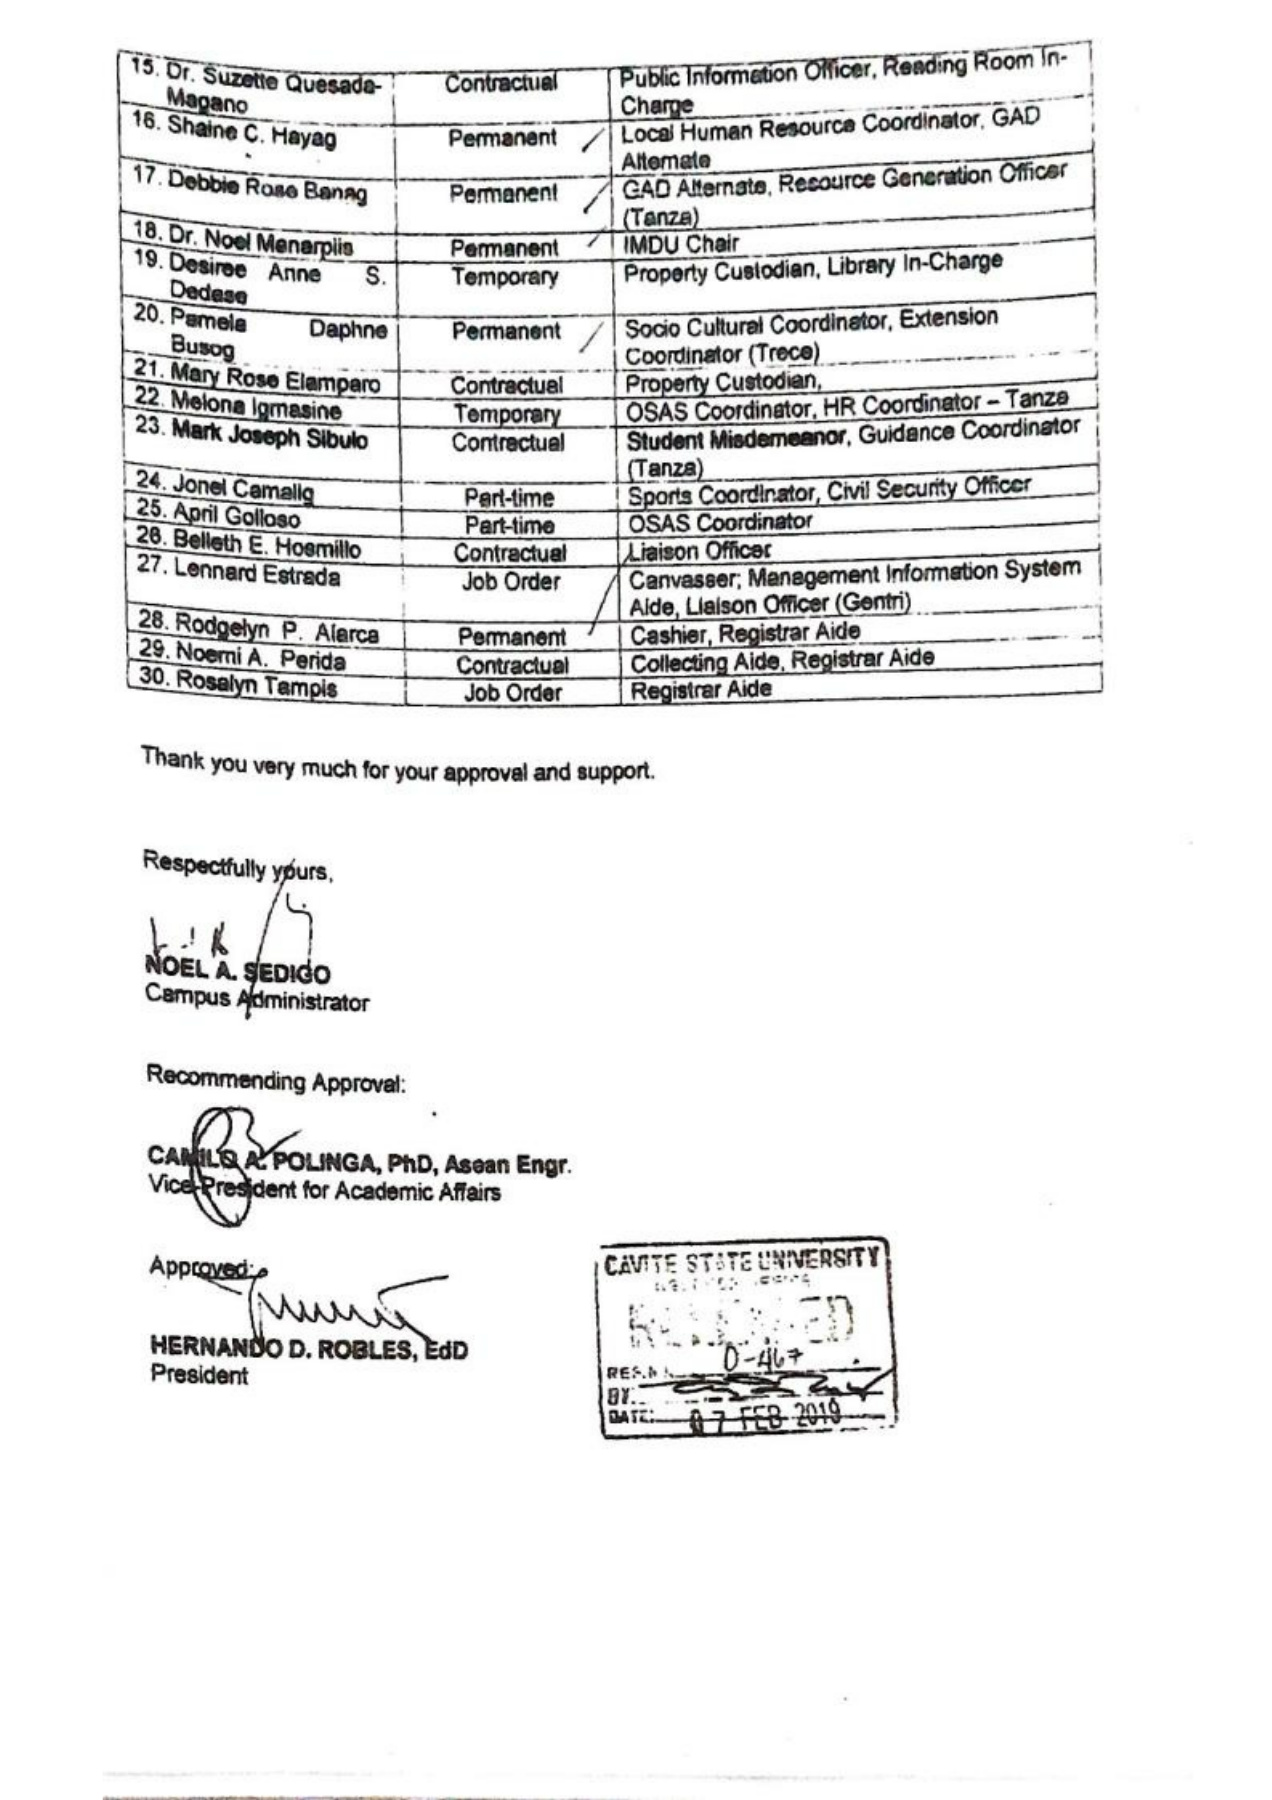 15. Dr. Suzette Quesada- Contractual Public Information Officer, Reading Room In-
Magano Charge
16. Shaine C. Hayag Permanent Local Human Resource Coordinator, GAD
Alternate
17. Debbie Rose Banag Permanent GAD Alternate, Resource Generation Officer
(Tanza)
18. Dr. Noel Menarpiis Permanent IMDU Chair
19. Desiree Anne S. Temporary Property Custodian, Library In-Charge
Dedase
20. Pamela Daphne Permanent Socio Cultural Coordinator, Extension
Busog Coordinator (Trece)
21. Mary Rose Elamparo Contractual Property Custodian,
22. Melona Igmasine Temporary OSAS Coordinator, HR Coordinator – Tanza
23. Mark Joseph Sibulo Contractual Student Misdemeanor, Guidance Coordinator
(Tanza)
24. Jonel Camalig Part-time Sports Coordinator, Civil Security Officer
25. April Golloso Part-time OSAS Coordinator
26. Belleth E. Hosmillo Contractual Liaison Officer
27. Lennard Estrada Job Order Canvasser; Management Information System
Aide, Liaison Officer (Gentri)
28. Rodgelyn P. Alarca Permanent Cashier, Registrar Aide
29. Noemi A. Perida Contractual Collecting Aide, Registrar Aide
30. Rosalyn Tampis Job Order Registrar Aide
Thank you very much for your approval and support.
Respectfully yours,
NOEL A. SEDIGO
Campus Administrator
Recommending Approval:
CAMILO A. POLINGA, PhD, Asean Engr.
Vice-President for Academic Affairs
Approved:
HERNANDO D. ROBLES, EdD
President
CAVITE STATE UNIVERSITY
D-467
BY:
DATE: 07 FEB 2019